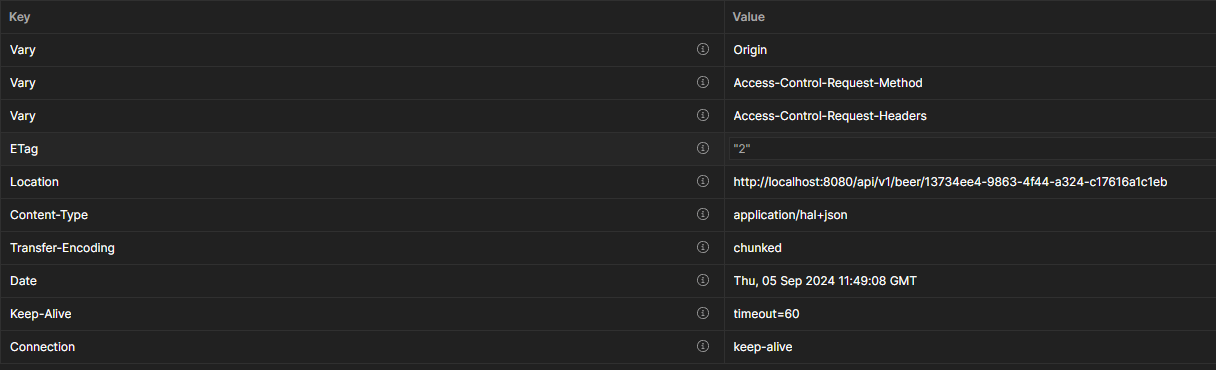 Key Value
Vary Origin
Vary Access-Control-Request-Method
Vary Access-Control-Request-Headers
ETag "2"
Location http://localhost:8080/api/v1/beer/13734ee4-9863-4f44-a324-c17616a1c1eb
Content-Type application/hal+json
Transfer-Encoding chunked
Date Thu, 05 Sep 2024 11:49:08 GMT
Keep-Alive timeout=60
Connection keep-alive